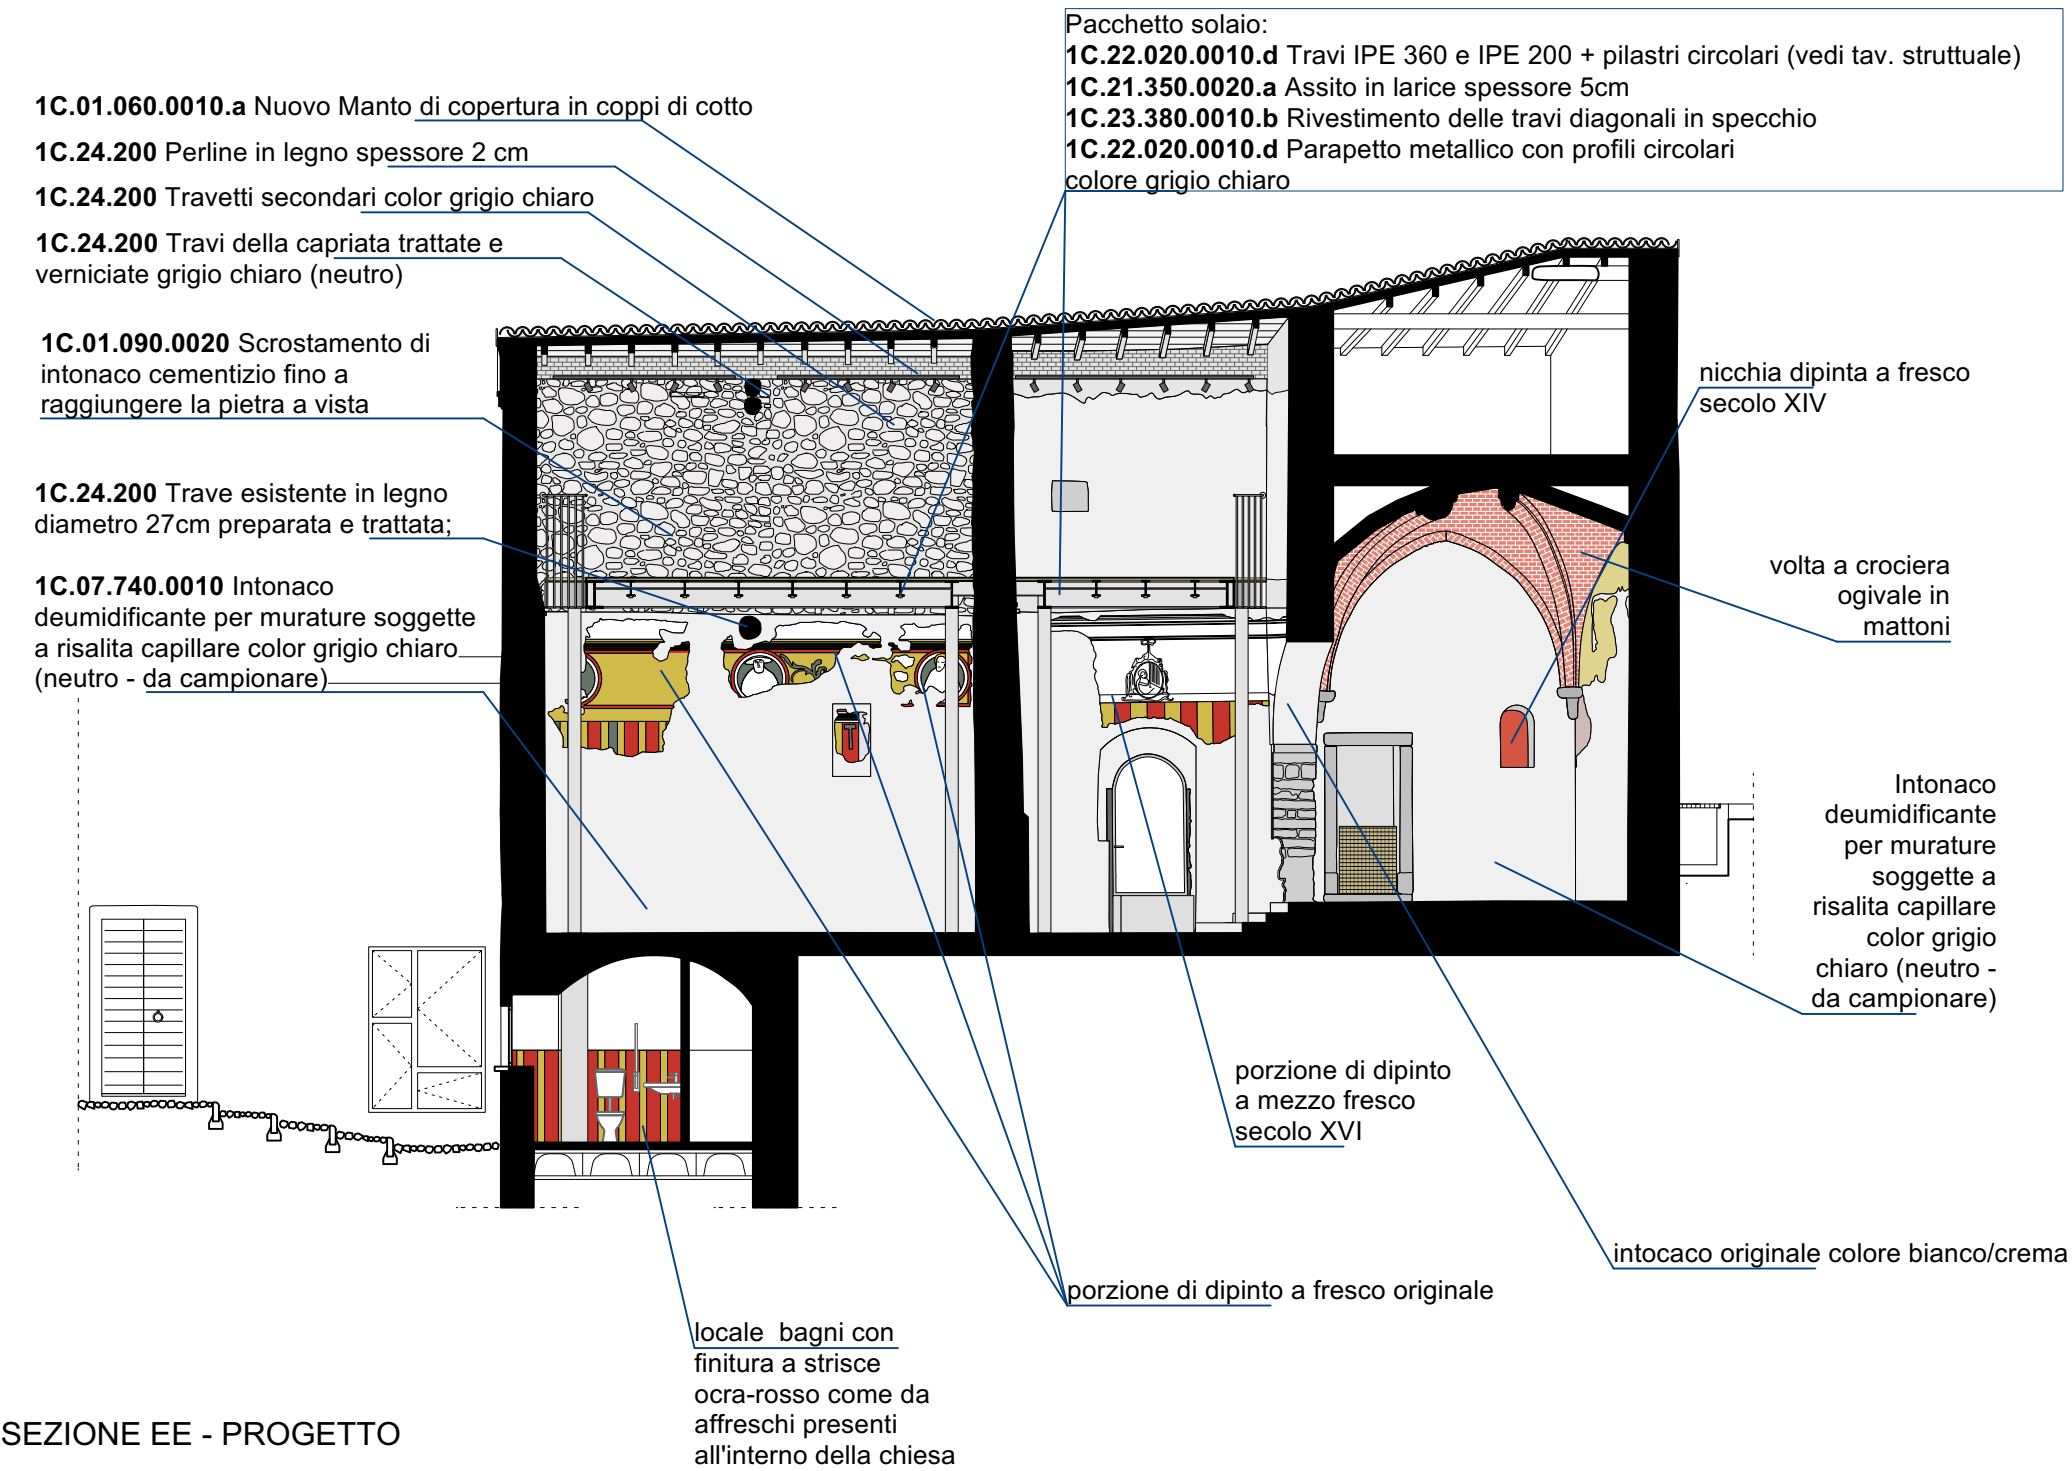 Pacchetto solaio:
1C.22.020.0010.d Travi IPE 360 e IPE 200 + pilastri circolari (vedi tav. struttuale)
1C.21.350.0020.a Assito in larice spessore 5cm
1C.23.380.0010.b Rivestimento delle travi diagonali in specchio
1C.22.020.0010.d Parapetto metallico con profili circolari
colore grigio chiaro
1C.01.060.0010.a Nuovo Manto di copertura in coppi di cotto
1C.24.200 Perline in legno spessore 2 cm
1C.24.200 Travetti secondari color grigio chiaro
1C.24.200 Travi della capriata trattate e
verniciate grigio chiaro (neutro)
1C.01.090.0020 Scrostamento di
intonaco cementizio fino a
raggiungere la pietra a vista
1C.24.200 Trave esistente in legno
diametro 27cm preparata e trattata;
1C.07.740.0010 Intonaco
deumidificante per murature soggette
a risalita capillare color grigio chiaro
(neutro - da campionare)
nicchia dipinta a fresco
secolo XIV
volta a crociera
ogivale in
mattoni
Intonaco
deumidificante
per murature
soggette a
risalita capillare
color grigio
chiaro (neutro -
da campionare)
porzione di dipinto
a mezzo fresco
secolo XVI
intocaco originale colore bianco/crema
porzione di dipinto a fresco originale
locale bagni con
finitura a strisce
ocra-rosso come da
affreschi presenti
all'interno della chiesa
SEZIONE EE - PROGETTO